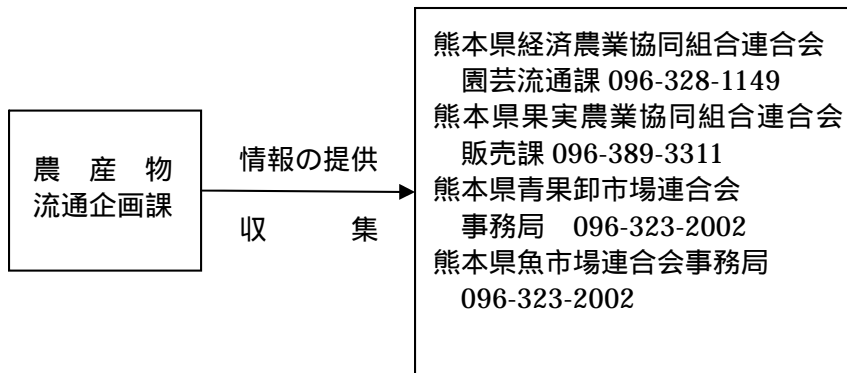 農　産　物
流通企画課
情報の提供
収　　　集
熊本県経済農業協同組合連合会
園芸流通課 096-328-1149
熊本県果実農業協同組合連合会
販売課 096-389-3311
熊本県青果卸市場連合会
事務局　096-323-2002
熊本県魚市場連合会事務局
096-323-2002